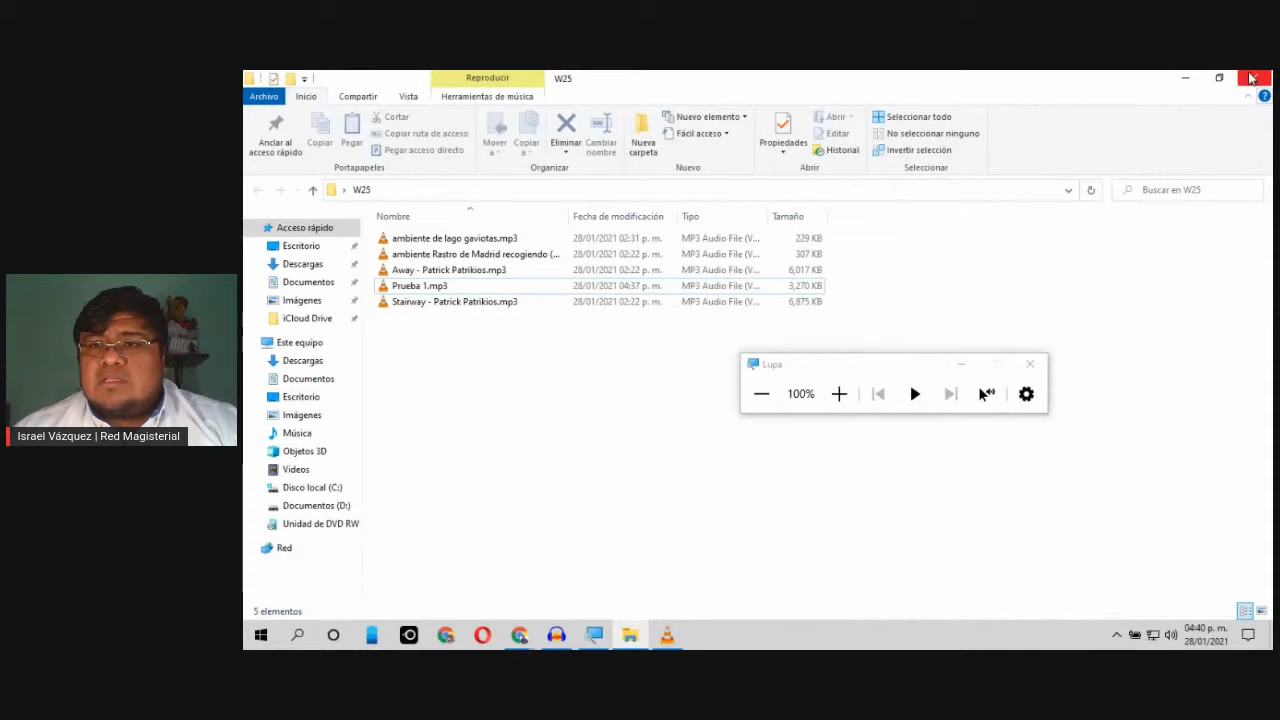 Reproducir
W25
Archivo
Inicio
Compartir
Vista
Herramientas de música
Anclar al acceso rápido
Copiar
Pegar
Cortar
Copiar ruta de acceso
Pegar acceso directo
Portapapeles
Mover a
Copiar a
Eliminar
Cambiar nombre
Organizar
Nueva carpeta
Nuevo elemento
Fácil acceso
Nuevo
Propiedades
Abrir
Editar
Historial
Abrir
Seleccionar todo
No seleccionar ninguno
Invertir selección
Seleccionar
W25
Buscar en W25
Nombre
Fecha de modificación
Tipo
Tamaño
ambiente de lago gaviotas.mp3 28/01/2021 02:31 p. m. MP3 Audio File (V... 229 KB
ambiente Rastro de Madrid recogiendo (... 28/01/2021 02:22 p. m. MP3 Audio File (V... 307 KB
Away - Patrick Patrikios.mp3 28/01/2021 02:22 p. m. MP3 Audio File (V... 6,017 KB
Prueba 1.mp3 28/01/2021 04:37 p. m. MP3 Audio File (V... 3,270 KB
Stairway - Patrick Patrikios.mp3 28/01/2021 02:22 p. m. MP3 Audio File (V... 6,875 KB
Acceso rápido
Escritorio
Descargas
Documentos
Imágenes
iCloud Drive
Este equipo
Descargas
Documentos
Escritorio
Imágenes
Música
Objetos 3D
Videos
Disco local (C:)
Documentos (D:)
Unidad de DVD RW
Red
Lupa
100%
5 elementos
04:40 p. m.
28/01/2021
Israel Vázquez | Red Magisterial